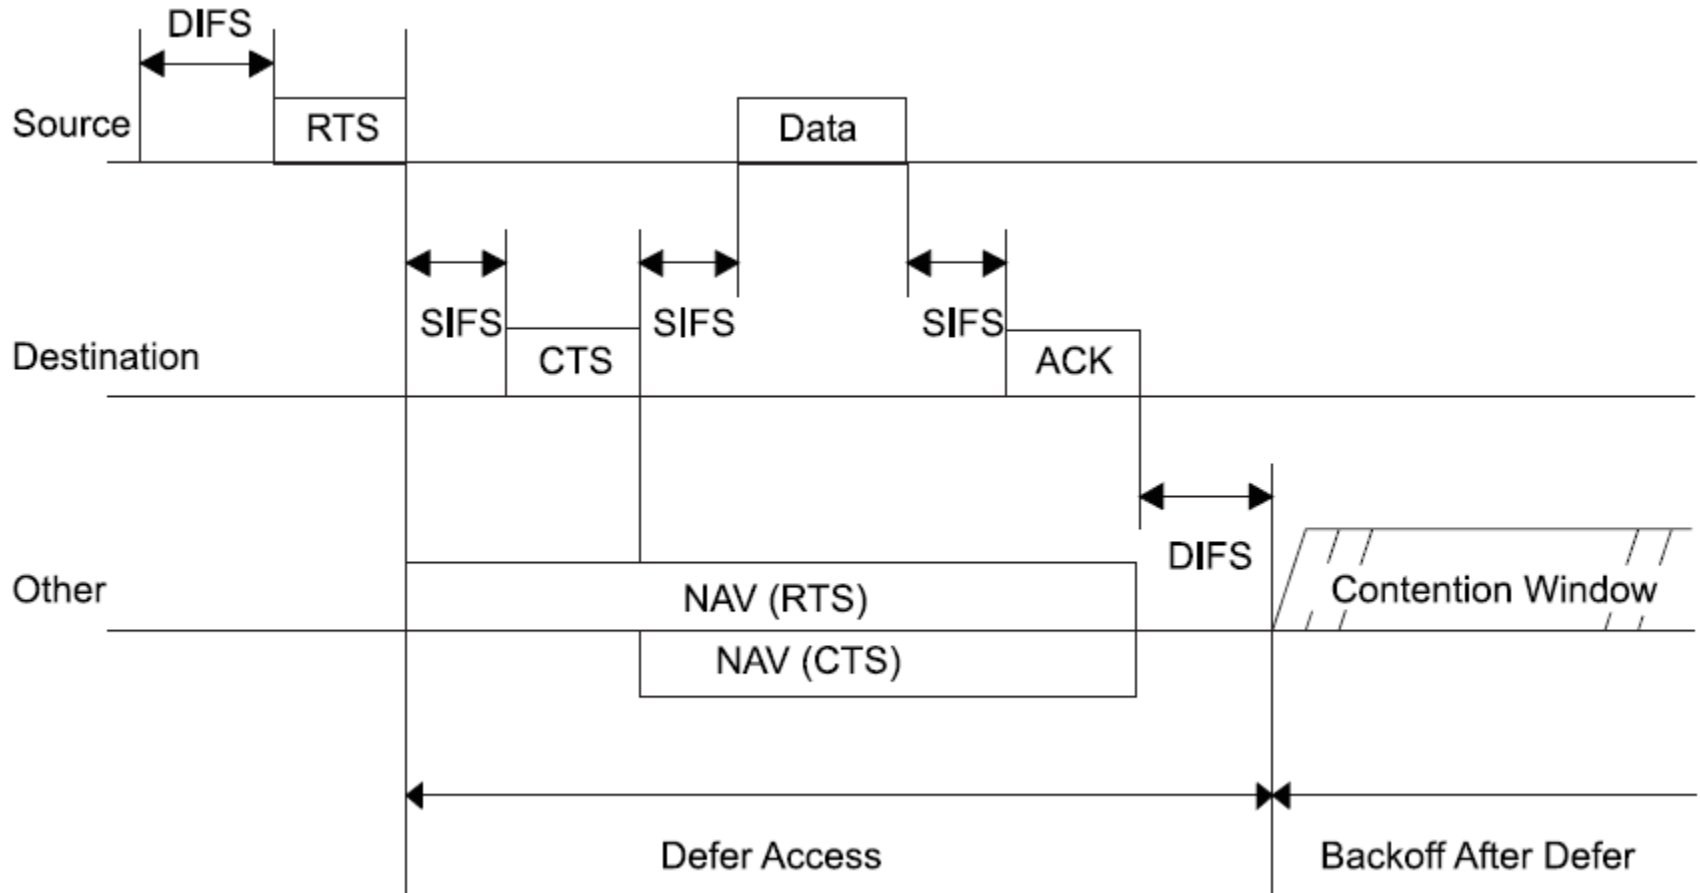 DIFS
Source
RTS
Data
SIFS
SIFS
SIFS
Destination
CTS
ACK
DIFS
Other
NAV (RTS)
Contention Window
NAV (CTS)
Defer Access
Backoff After Defer